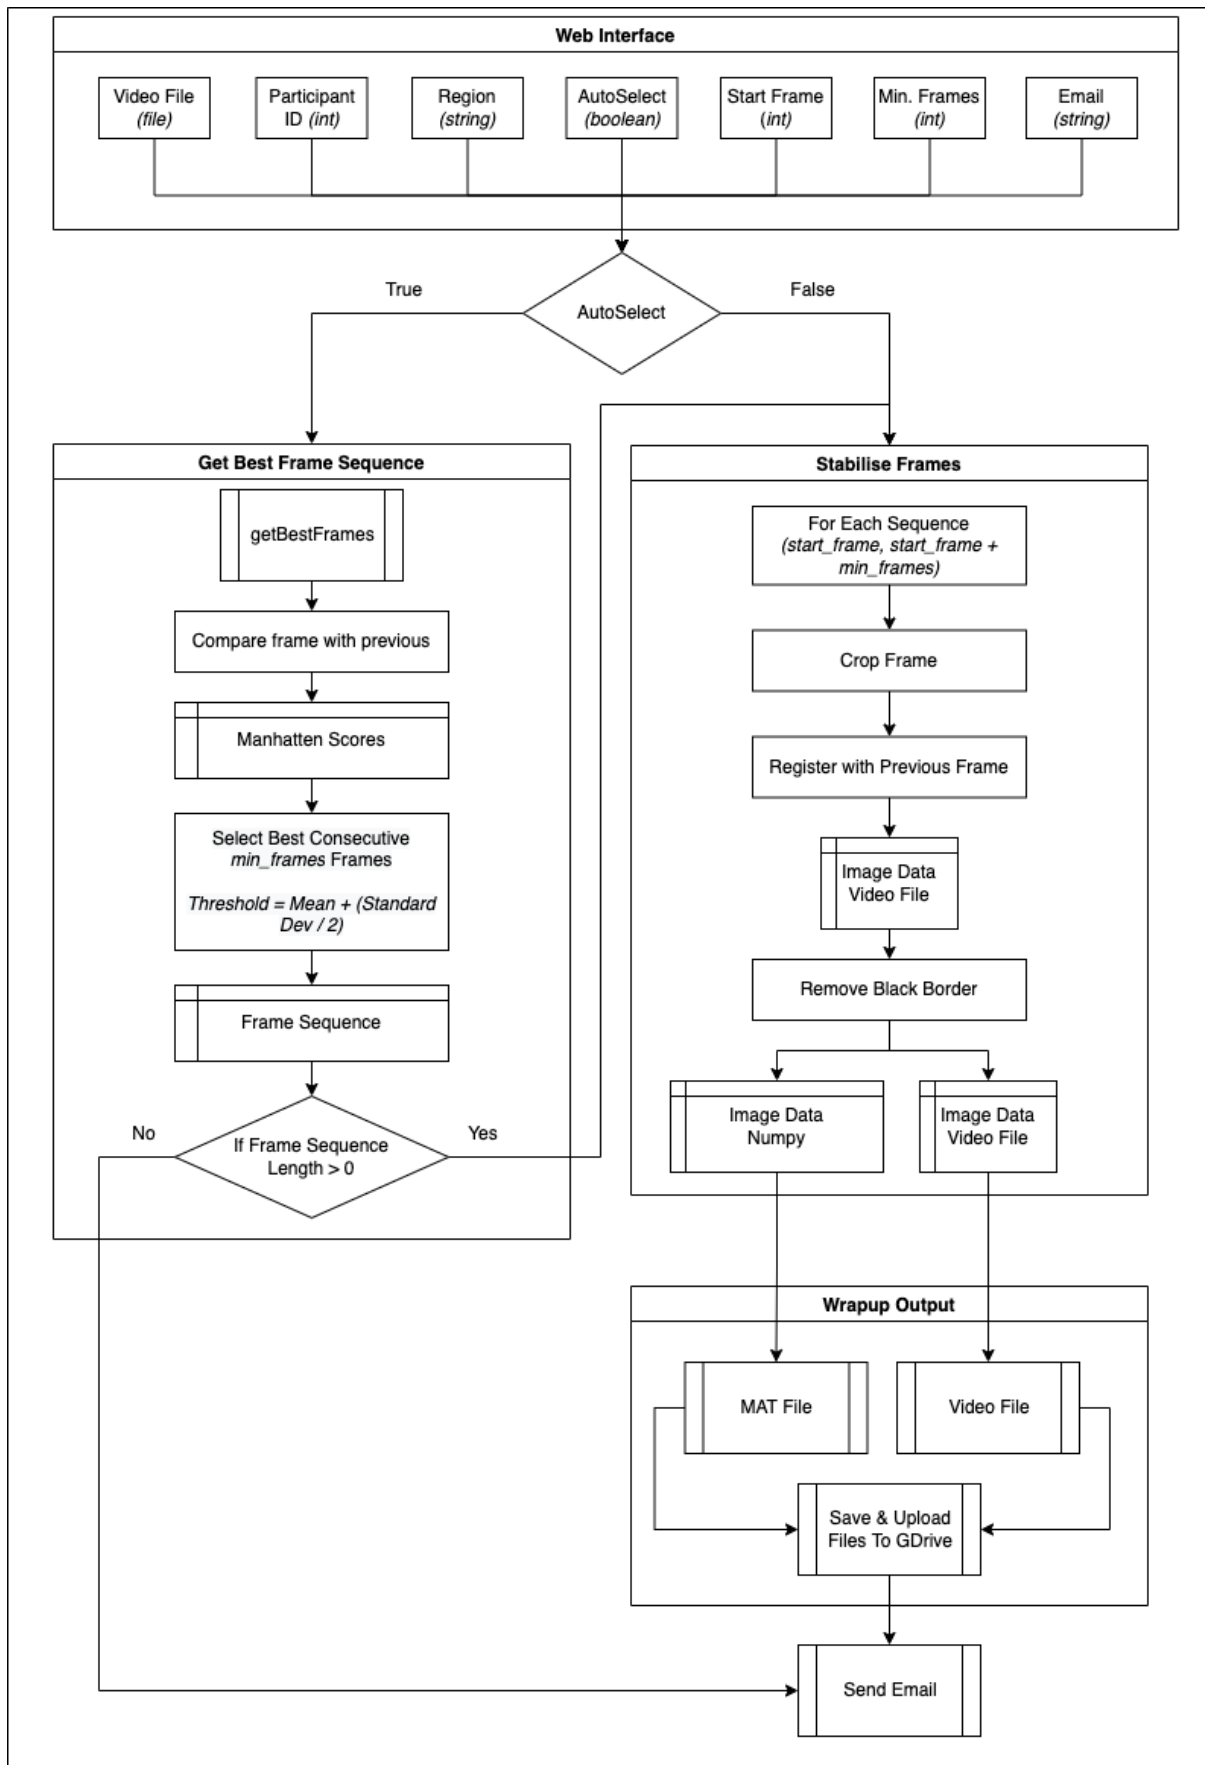 Web Interface
Video File
(file)
Participant
ID (int)
Region
(string)
AutoSelect
(boolean)
Start Frame
(int)
Min. Frames
(int)
Email
(string)
True
False
AutoSelect
Get Best Frame Sequence
getBestFrames
Compare frame with previous
Manhatten Scores
Select Best Consecutive
min_frames Frames
Threshold = Mean + (Standard
Dev / 2)
Frame Sequence
No
Yes
If Frame Sequence
Length > 0
Stabilise Frames
For Each Sequence
(start_frame, start_frame +
min_frames)
Crop Frame
Register with Previous Frame
Image Data
Video File
Remove Black Border
Image Data
Numpy
Image Data
Video File
Wrapup Output
MAT File
Video File
Save & Upload
Files To GDrive
Send Email